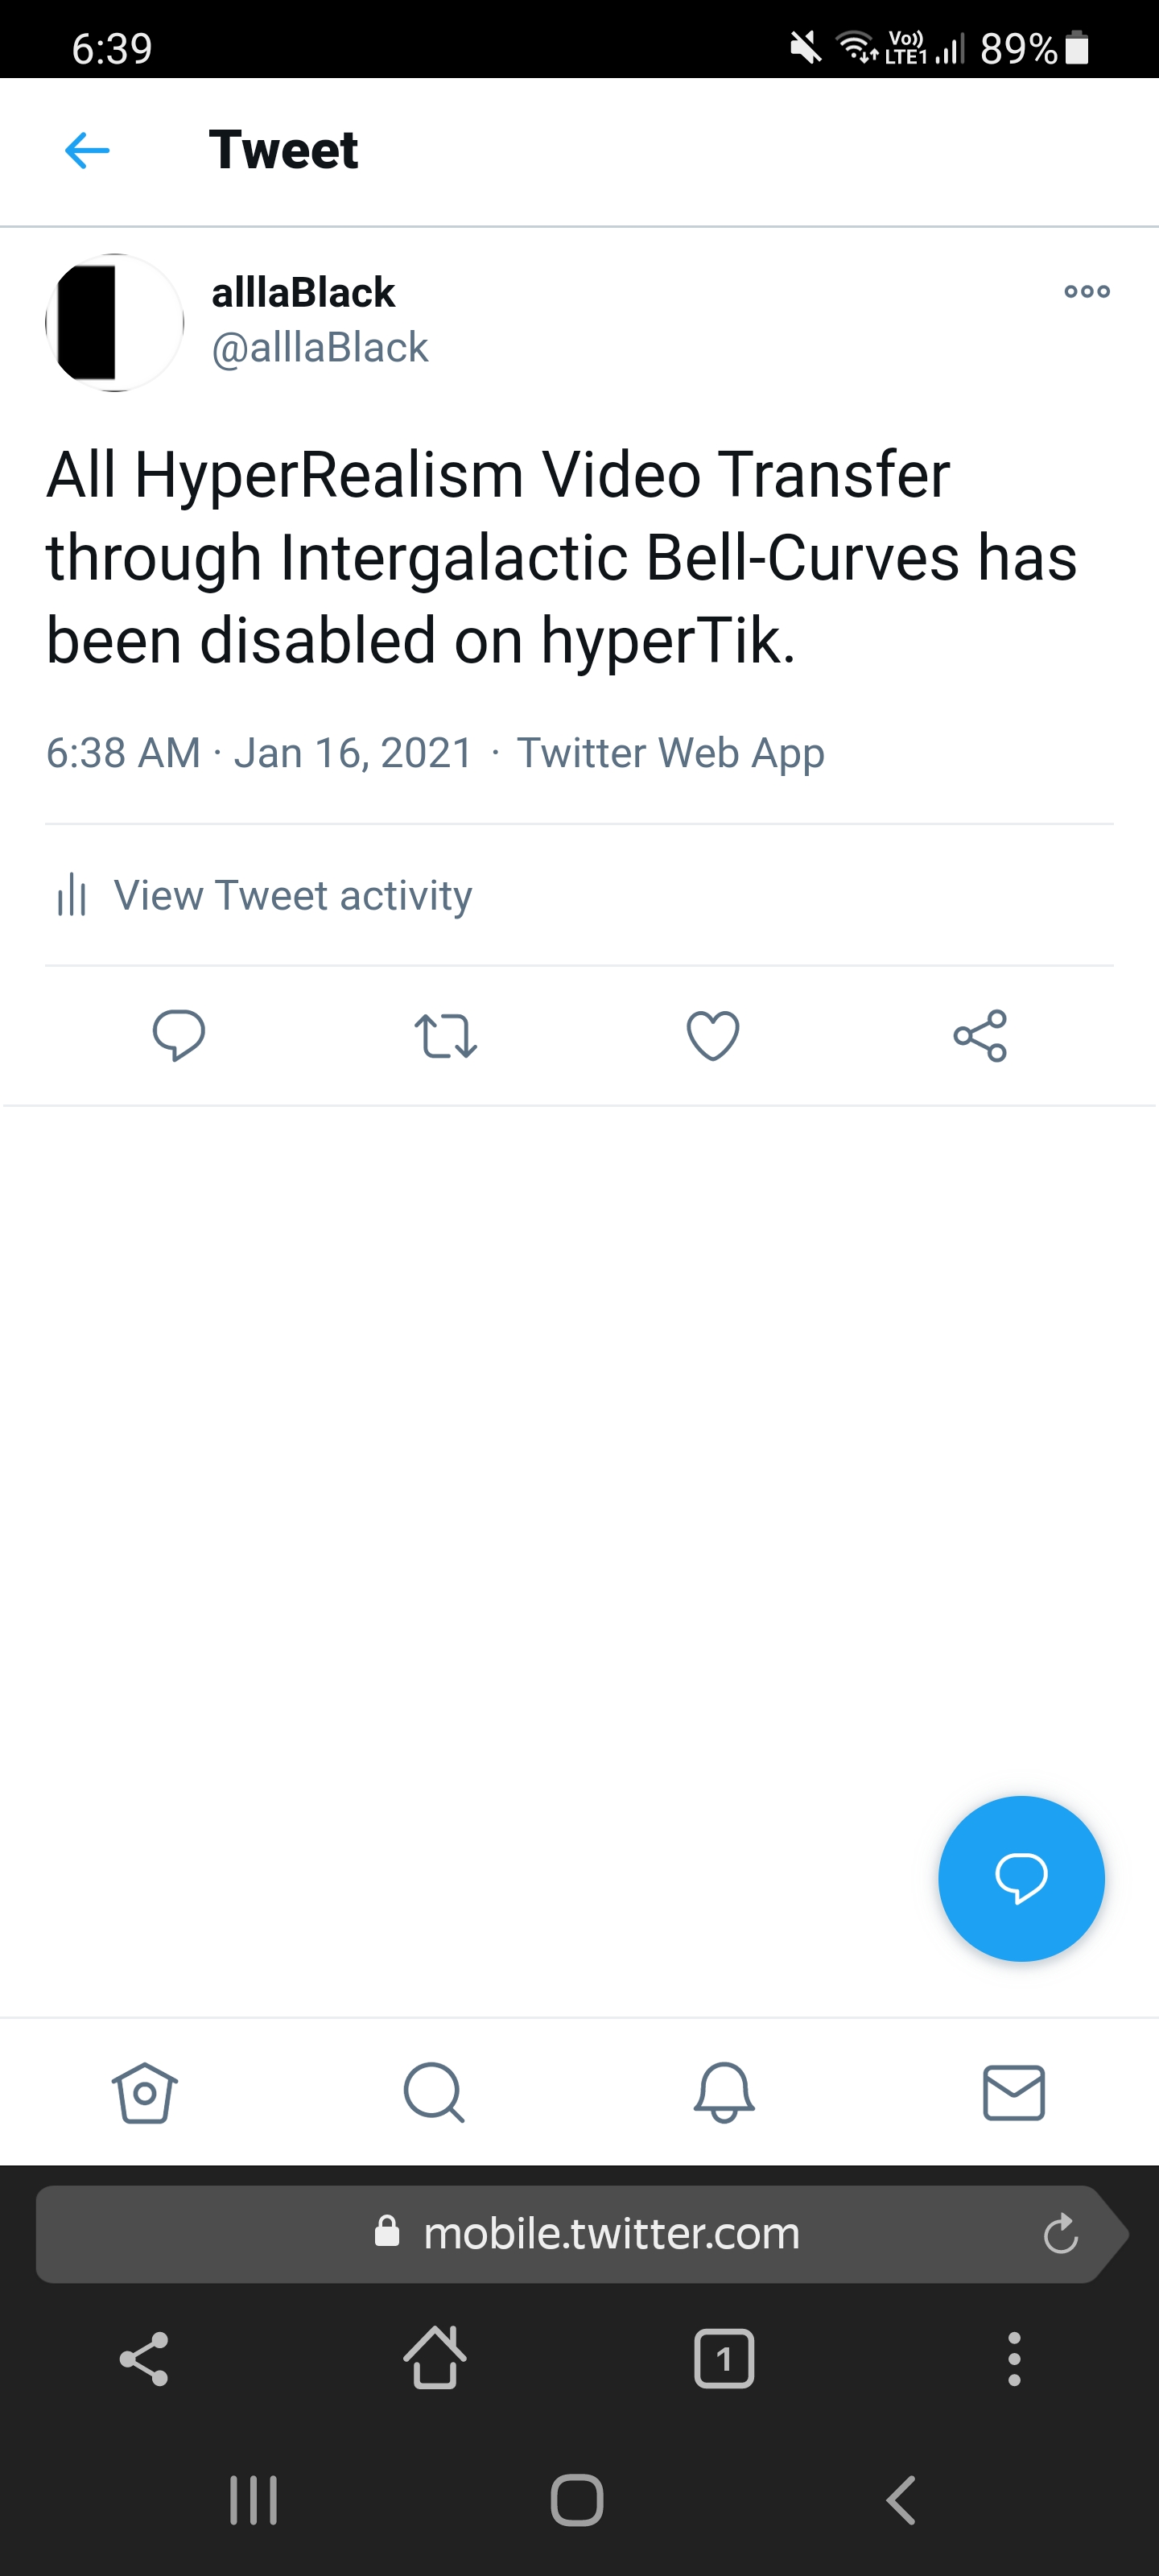 6:39
Vo)) LTE1 89%
Tweet
alllaBlack
@alllaBlack
All HyperRealism Video Transfer
through Intergalactic Bell-Curves has
been disabled on hyperTik.
6:38 AM · Jan 16, 2021 · Twitter Web App
View Tweet activity
mobile.twitter.com
1